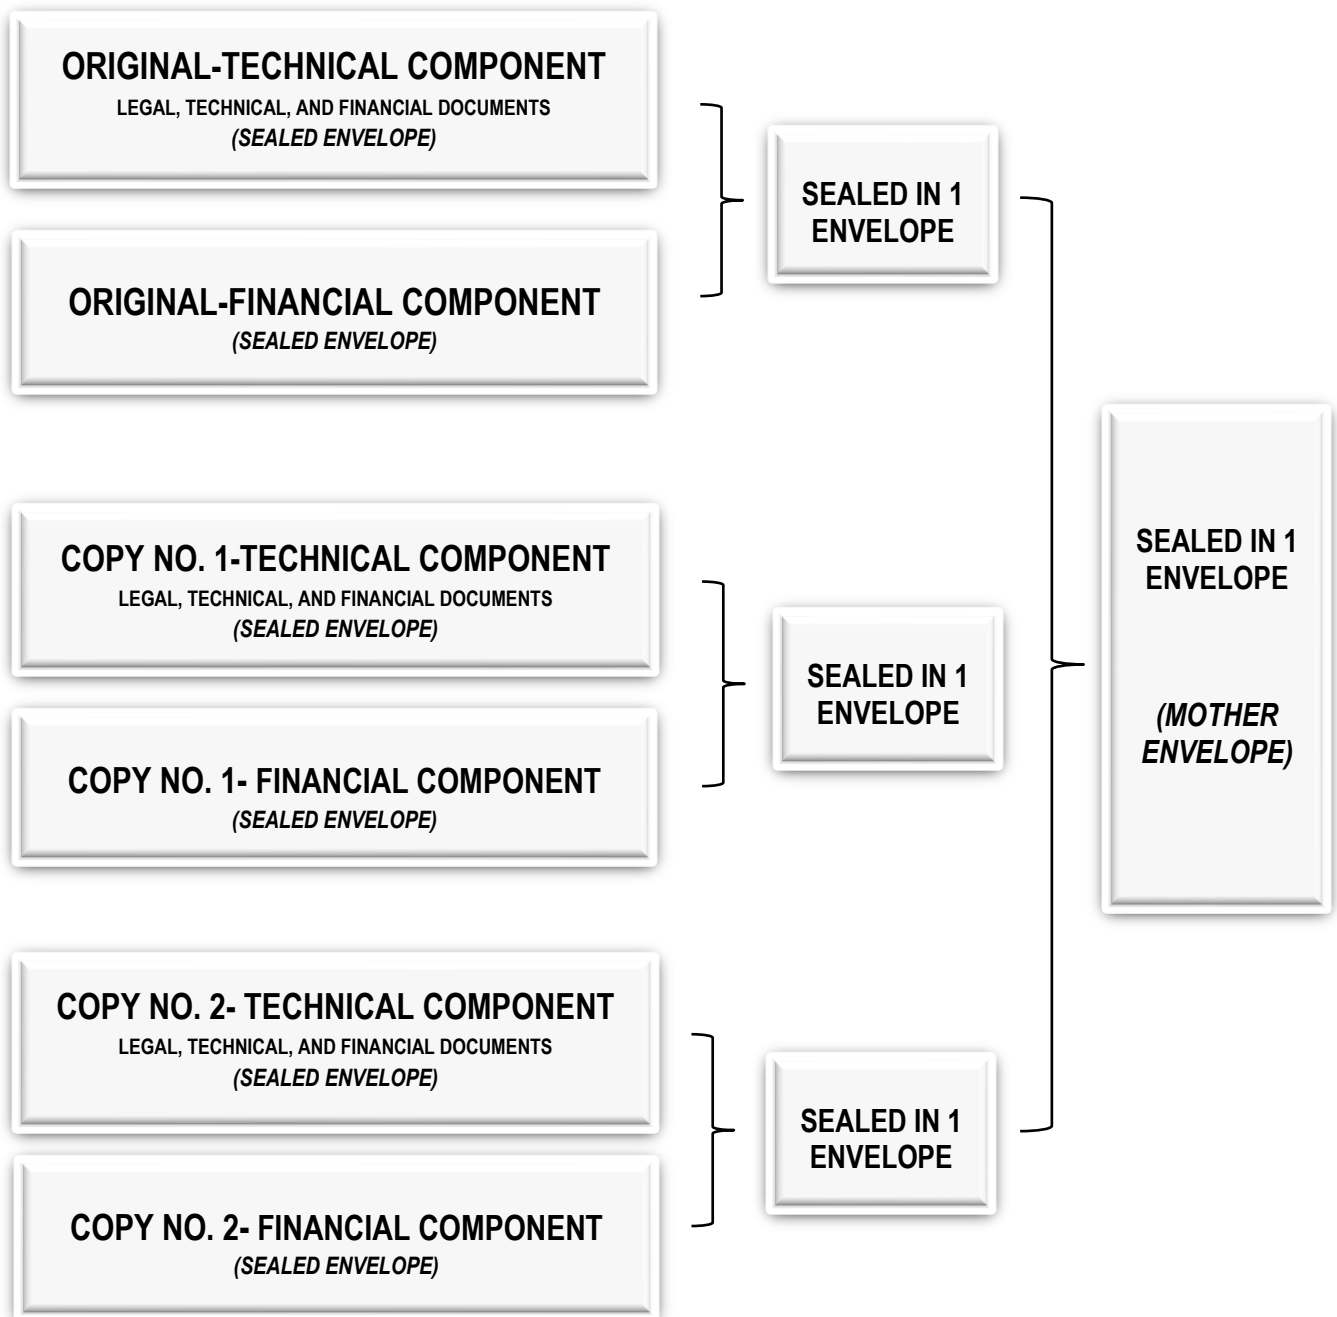 ORIGINAL-TECHNICAL COMPONENT
LEGAL, TECHNICAL, AND FINANCIAL DOCUMENTS
(SEALED ENVELOPE)
ORIGINAL-FINANCIAL COMPONENT
(SEALED ENVELOPE)
SEALED IN 1
ENVELOPE
COPY NO. 1-TECHNICAL COMPONENT
LEGAL, TECHNICAL, AND FINANCIAL DOCUMENTS
(SEALED ENVELOPE)
COPY NO. 1- FINANCIAL COMPONENT
(SEALED ENVELOPE)
SEALED IN 1
ENVELOPE
COPY NO. 2- TECHNICAL COMPONENT
LEGAL, TECHNICAL, AND FINANCIAL DOCUMENTS
(SEALED ENVELOPE)
COPY NO. 2- FINANCIAL COMPONENT
(SEALED ENVELOPE)
SEALED IN 1
ENVELOPE
SEALED IN 1
ENVELOPE
(MOTHER
ENVELOPE)